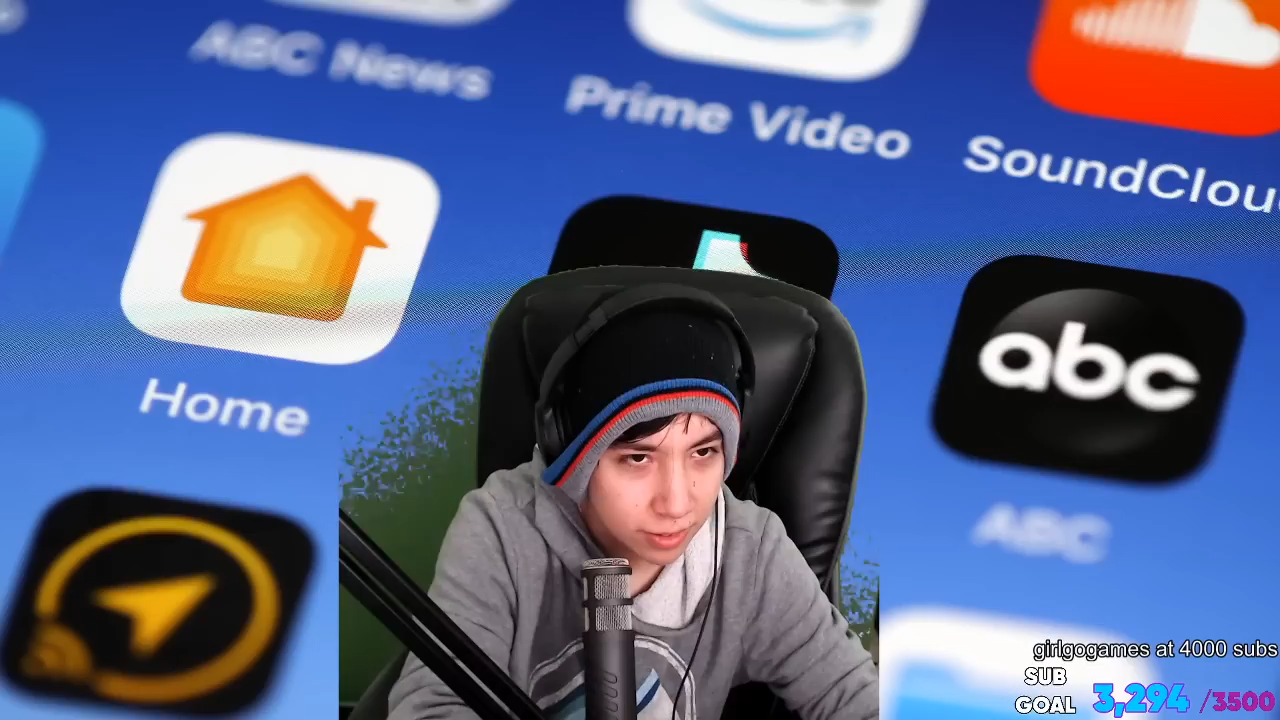 ABC News
Prime Video
SoundClou
Home
abc
ABC
girlgogames at 4000 subs
SUB
GOAL 3,294 /3500